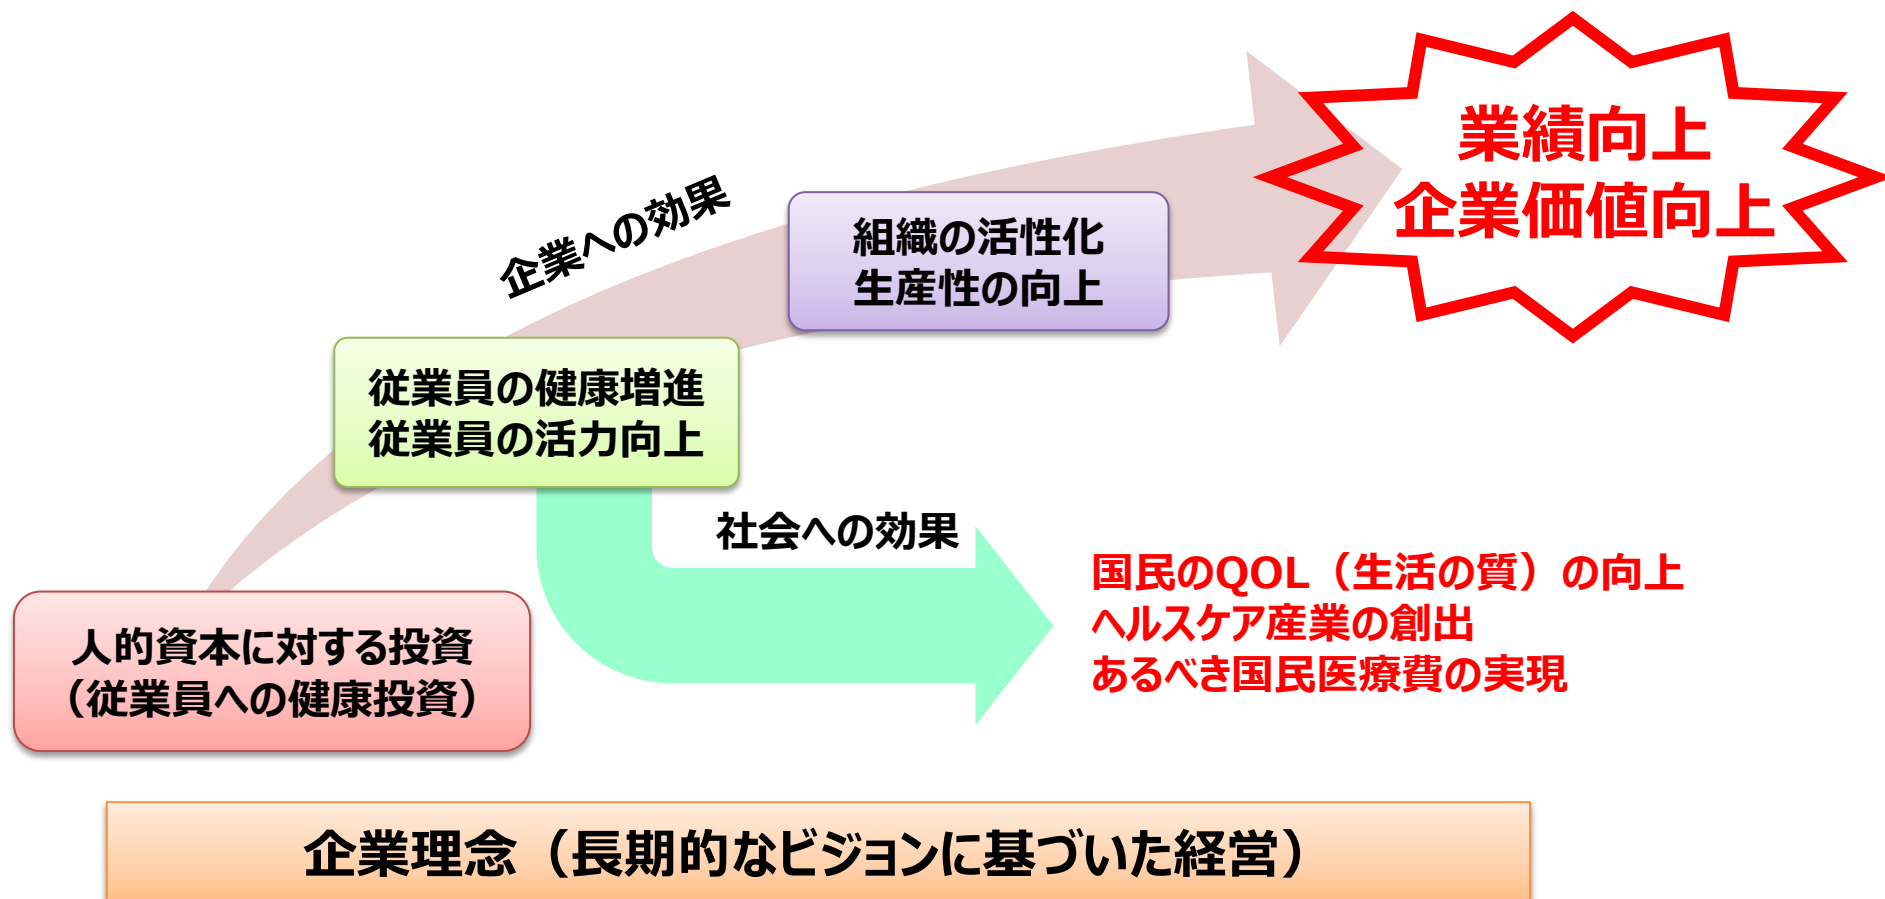 業績向上
企業価値向上
企業への効果
組織の活性化
生産性の向上
従業員の健康増進
従業員の活力向上
社会への効果
国民のQOL（生活の質）の向上
ヘルスケア産業の創出
あるべき国民医療費の実現
人的資本に対する投資
（従業員への健康投資）
企業理念（長期的なビジョンに基づいた経営）